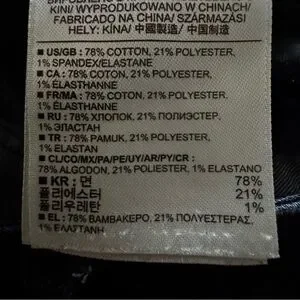 KINI/ WYPRODUKOWANO W CHINACH/
FABRICADO NA CHINA/ SZÁRMAZÁSI
HELY: KÍNA/ 中國製造/ 中国制造
■ US/GB : 78% COTTON, 21% POLYESTER,
1% SPANDEX/ELASTANE
■ CA : 78% COTON, 21% POLYESTER,
1% ÉLASTHANNE
■ FR/MA : 78% COTON, 21% POLYESTER,
1% ÉLASTHANNE
■ RU : 78% ХЛОПОК, 21% ПОЛИЭСТЕР,
1% ЭЛАСТАН
■ TR : 78% PAMUK, 21% POLYESTER,
1% ELASTAN
■ CL/CO/MX/PA/PE/UY/AR/PY/CR :
78% ALGODON, 21% POLIESTER, 1% ELASTANO
■ KR : 면 78%
폴리에스터 21%
폴리우레탄 1%
■ EL : 78% ΒΑΜΒΑΚΕΡΟ, 21% ΠΟΛΥΕΣΤΕΡΑΣ,
1% ΕΛΑΣΤΑΝΗ